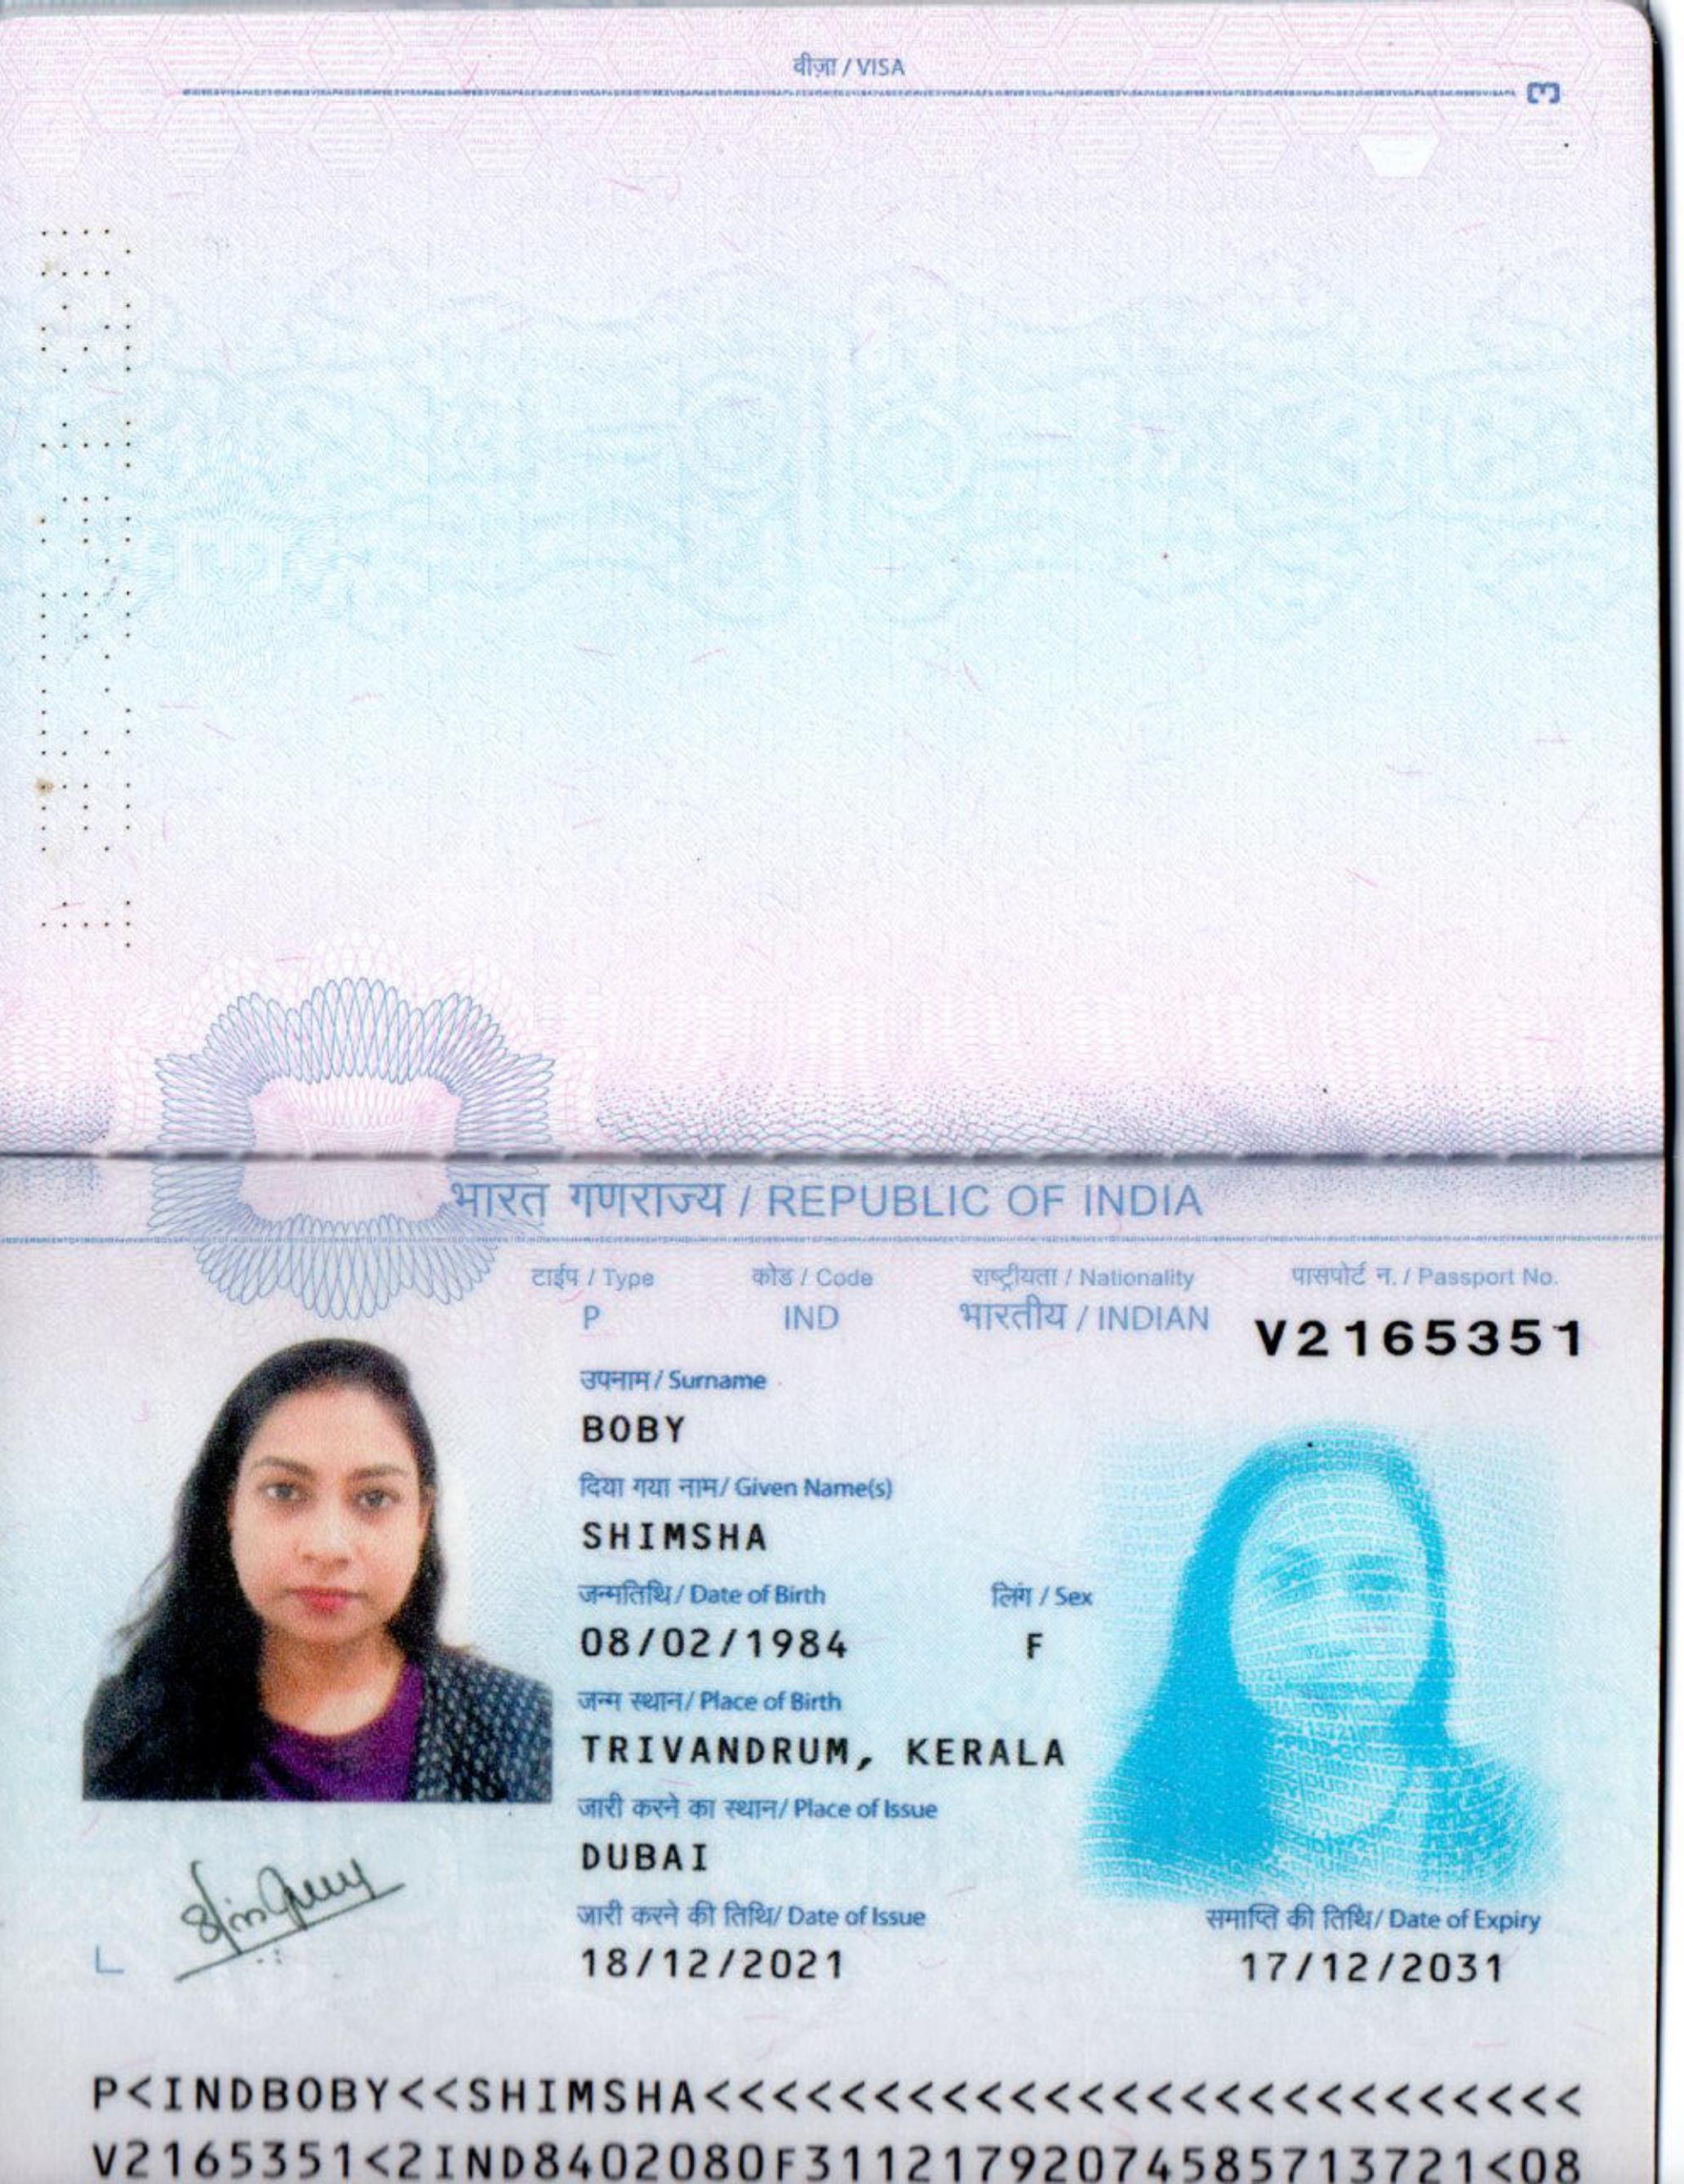 वीज़ा / VISA
3
भारत गणराज्य / REPUBLIC OF INDIA
टाईप / Type कोड / Code राष्ट्रीयता / Nationality पासपोर्ट न. / Passport No.
P IND भारतीय / INDIAN V2165351
उपनाम / Surname
BOBY
दिया गया नाम/ Given Name(s)
SHIMSHA
जन्मतिथि / Date of Birth लिंग / Sex
08/02/1984 F
जन्म स्थान/ Place of Birth
TRIVANDRUM, KERALA
जारी करने का स्थान/ Place of Issue
DUBAI
जारी करने की तिथि/ Date of Issue समाप्ति की तिथि/ Date of Expiry
18/12/2021 17/12/2031
P<INDBOBY<<SHIMSHA<<<<<<<<<<<<<<<<<<<<<<<<<<
V2165351<2IND8402080F3112179207458571372​1<08